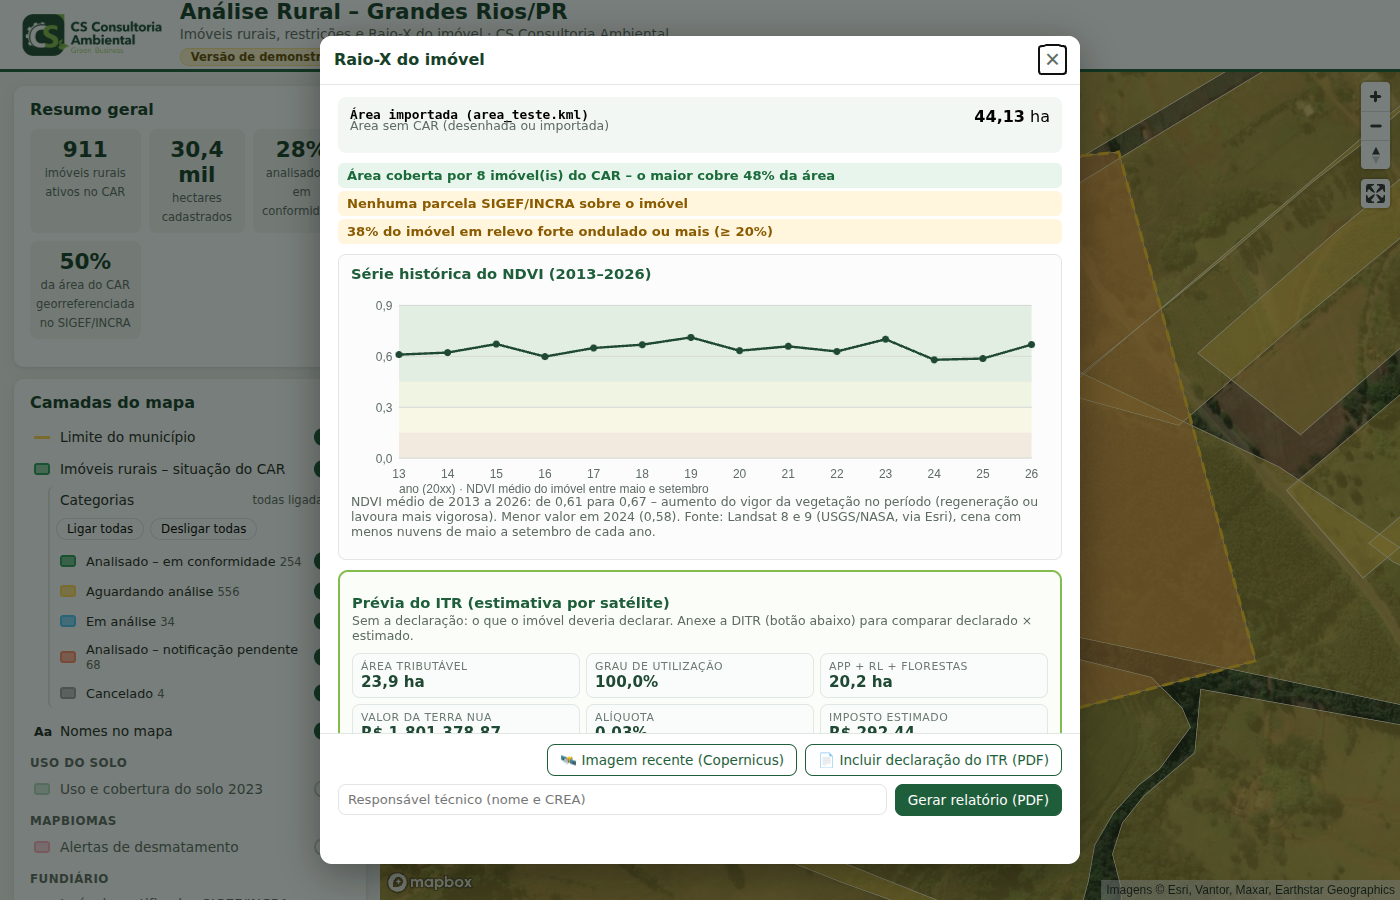 CS Consultoria
Ambiental
Green Business
Análise Rural – Grandes Rios/PR
Imóveis rurais, restrições e Raio-X do imóvel · CS Consultoria Ambiental
Versão de demonstr
Resumo geral
911
imóveis rurais
ativos no CAR
30,4
mil
hectares
cadastrados
28%
analisado
em
conformid
50%
da área do CAR
georreferenciada
no SIGEF/INCRA
Camadas do mapa
Limite do município
Imóveis rurais – situação do CAR
Categorias
todas ligada
Ligar todas
Desligar todas
Analisado – em conformidade 254
Aguardando análise 556
Em análise 34
Analisado – notificação pendente
68
Cancelado 4
Aa Nomes no mapa
USO DO SOLO
Uso e cobertura do solo 2023
MAPBIOMAS
Alertas de desmatamento
FUNDIÁRIO
Raio-X do imóvel
×
Área importada (area_teste.kml)
Área sem CAR (desenhada ou importada)
44,13 ha
Área coberta por 8 imóvel(is) do CAR – o maior cobre 48% da área
Nenhuma parcela SIGEF/INCRA sobre o imóvel
38% do imóvel em relevo forte ondulado ou mais (≥ 20%)
Série histórica do NDVI (2013–2026)
0,9
0,6
0,3
0,0
13 14 15 16 17 18 19 20 21 22 23 24 25 26
ano (20xx) · NDVI médio do imóvel entre maio e setembro
NDVI médio de 2013 a 2026: de 0,61 para 0,67 – aumento do vigor da vegetação no período (regeneração ou
lavoura mais vigorosa). Menor valor em 2024 (0,58). Fonte: Landsat 8 e 9 (USGS/NASA, via Esri), cena com
menos nuvens de maio a setembro de cada ano.
Prévia do ITR (estimativa por satélite)
Sem a declaração: o que o imóvel deveria declarar. Anexe a DITR (botão abaixo) para comparar declarado ×
estimado.
ÁREA TRIBUTÁVEL
23,9 ha
GRAU DE UTILIZAÇÃO
100,0%
APP + RL + FLORESTAS
20,2 ha
VALOR DA TERRA NUA
R$ 1.801.378,87
ALÍQUOTA
0,03%
IMPOSTO ESTIMADO
R$ 292,44
Imagem recente (Copernicus)
Incluir declaração do ITR (PDF)
Responsável técnico (nome e CREA)
Gerar relatório (PDF)
mapbox
Imagens © Esri, Vantor, Maxar, Earthstar Geographics